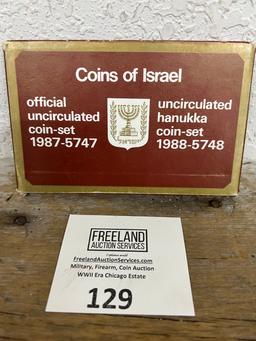 Coins of Israel
official
uncirculated
coin-set
1987-5747
uncirculated
hanukka
coin-set
1988-5748
FREELAND
AUCTION SERVICES
FreelandAuctionServices.com
Military, Firearm, Coin Auction
WWII Era Chicago Estate
129